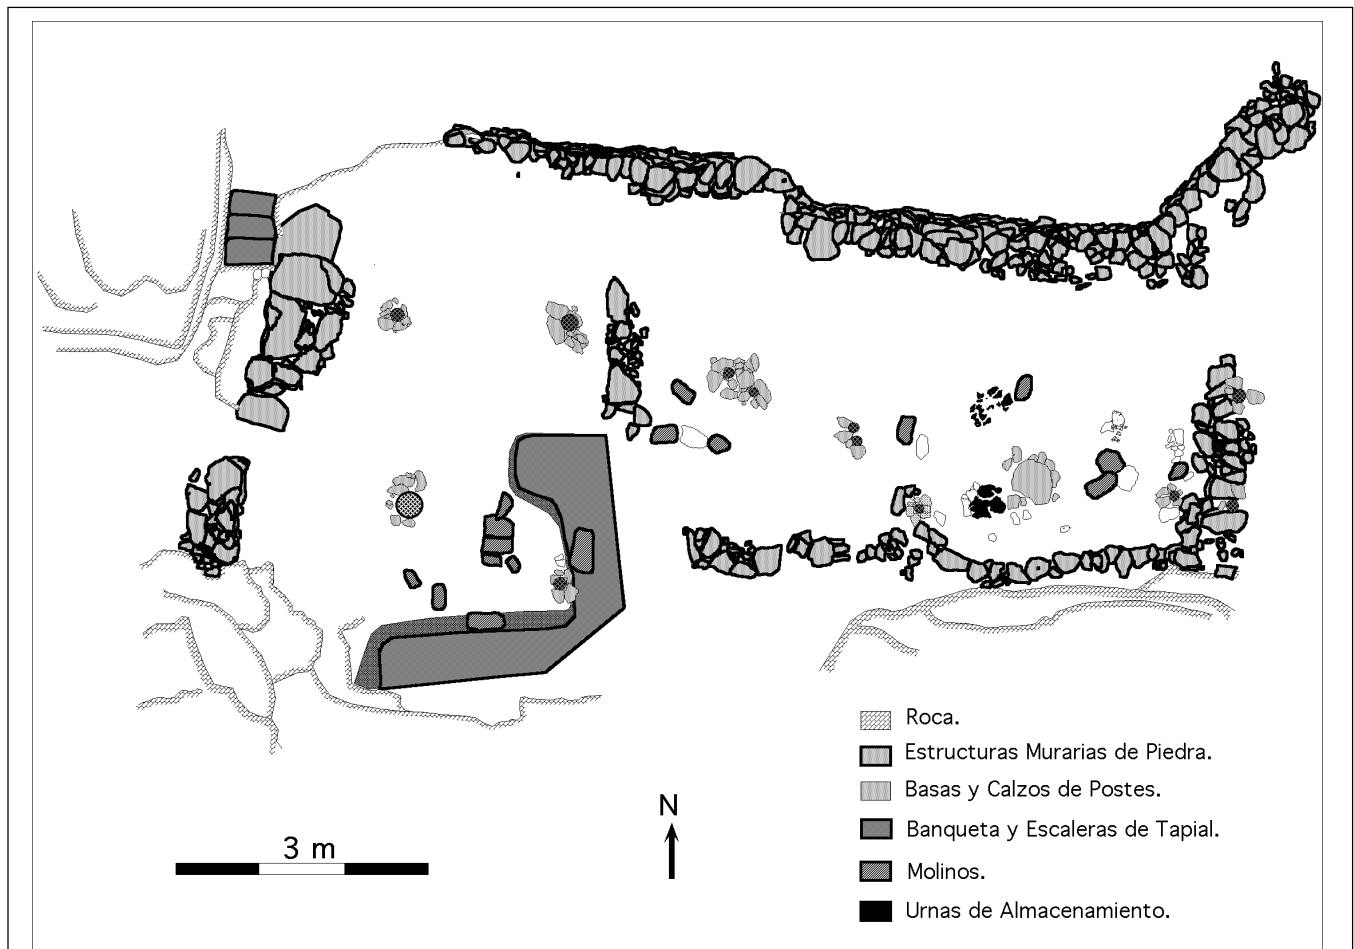 Roca.
Estructuras Murarias de Piedra.
Basas y Calzos de Postes.
Banqueta y Escaleras de Tapial.
Molinos.
Urnas de Almacenamiento.
N
3 m